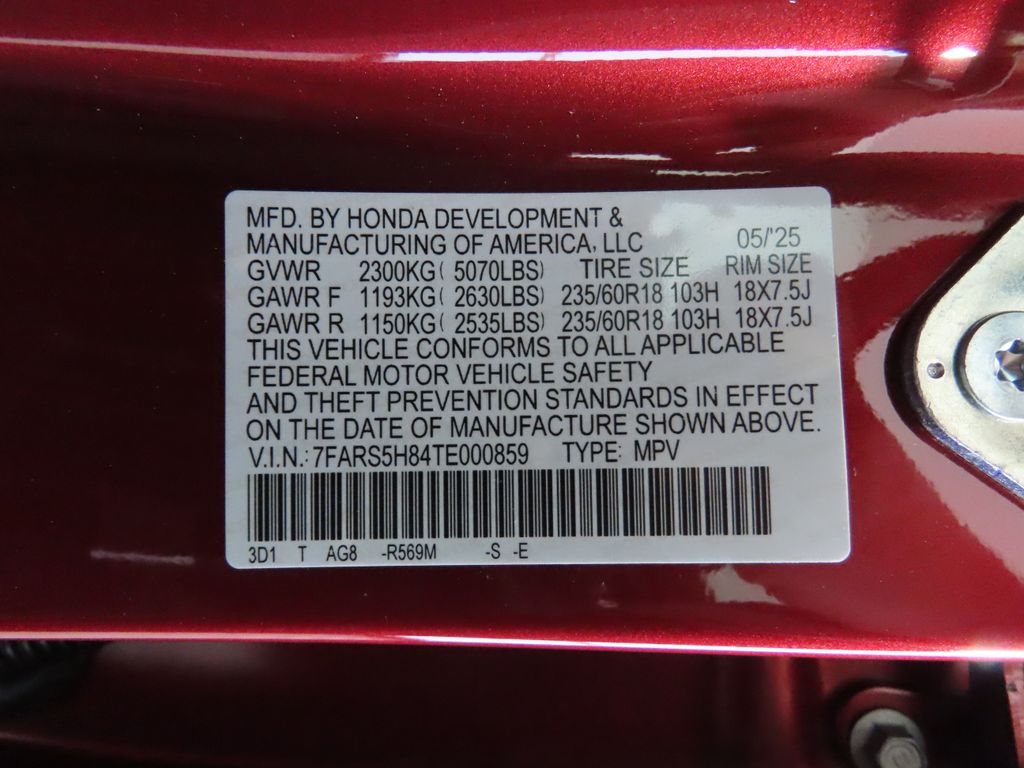 MFD. BY HONDA DEVELOPMENT &
MANUFACTURING OF AMERICA, LLC 05/'25
GVWR 2300KG( 5070LBS) TIRE SIZE RIM SIZE
GAWR F 1193KG( 2630LBS) 235/60R18 103H 18X7.5J
GAWR R 1150KG( 2535LBS) 235/60R18 103H 18X7.5J
THIS VEHICLE CONFORMS TO ALL APPLICABLE
FEDERAL MOTOR VEHICLE SAFETY
AND THEFT PREVENTION STANDARDS IN EFFECT
ON THE DATE OF MANUFACTURE SHOWN ABOVE.
V.I.N.: 7FARS5H84TE000859 TYPE: MPV
3D1 T AG8 -R569M -S -E